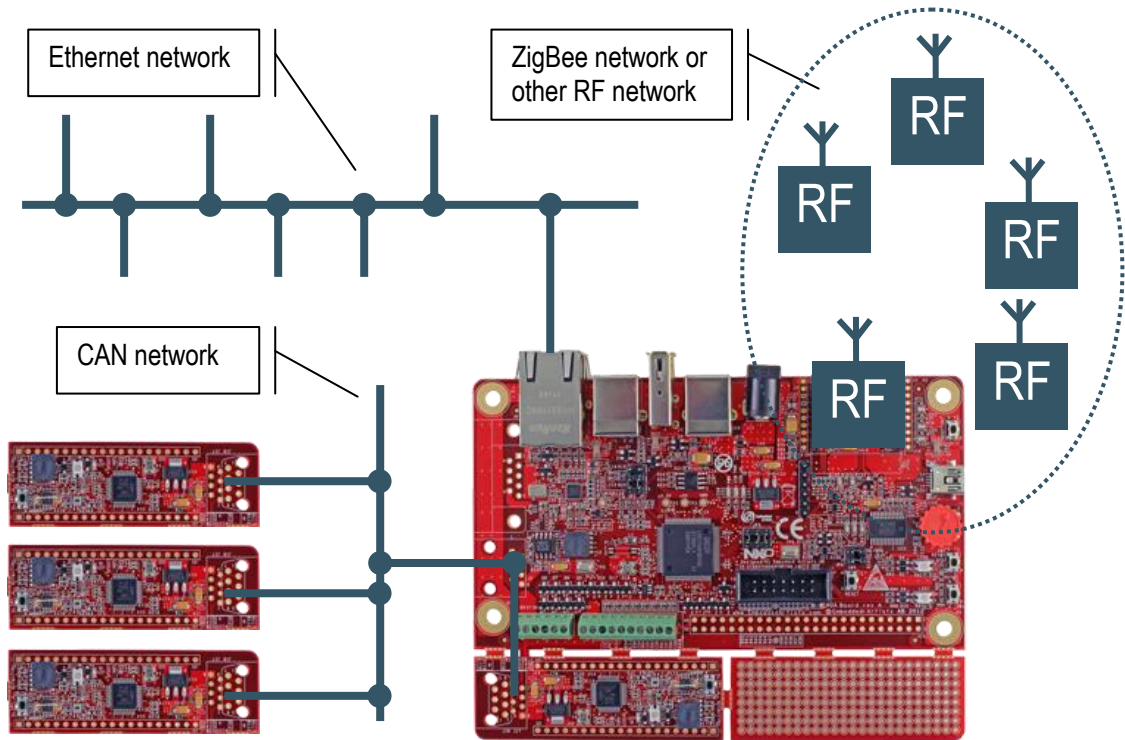 Ethernet network
ZigBee network or
other RF network
RF
RF
RF
RF
RF
CAN network
NXP
CE